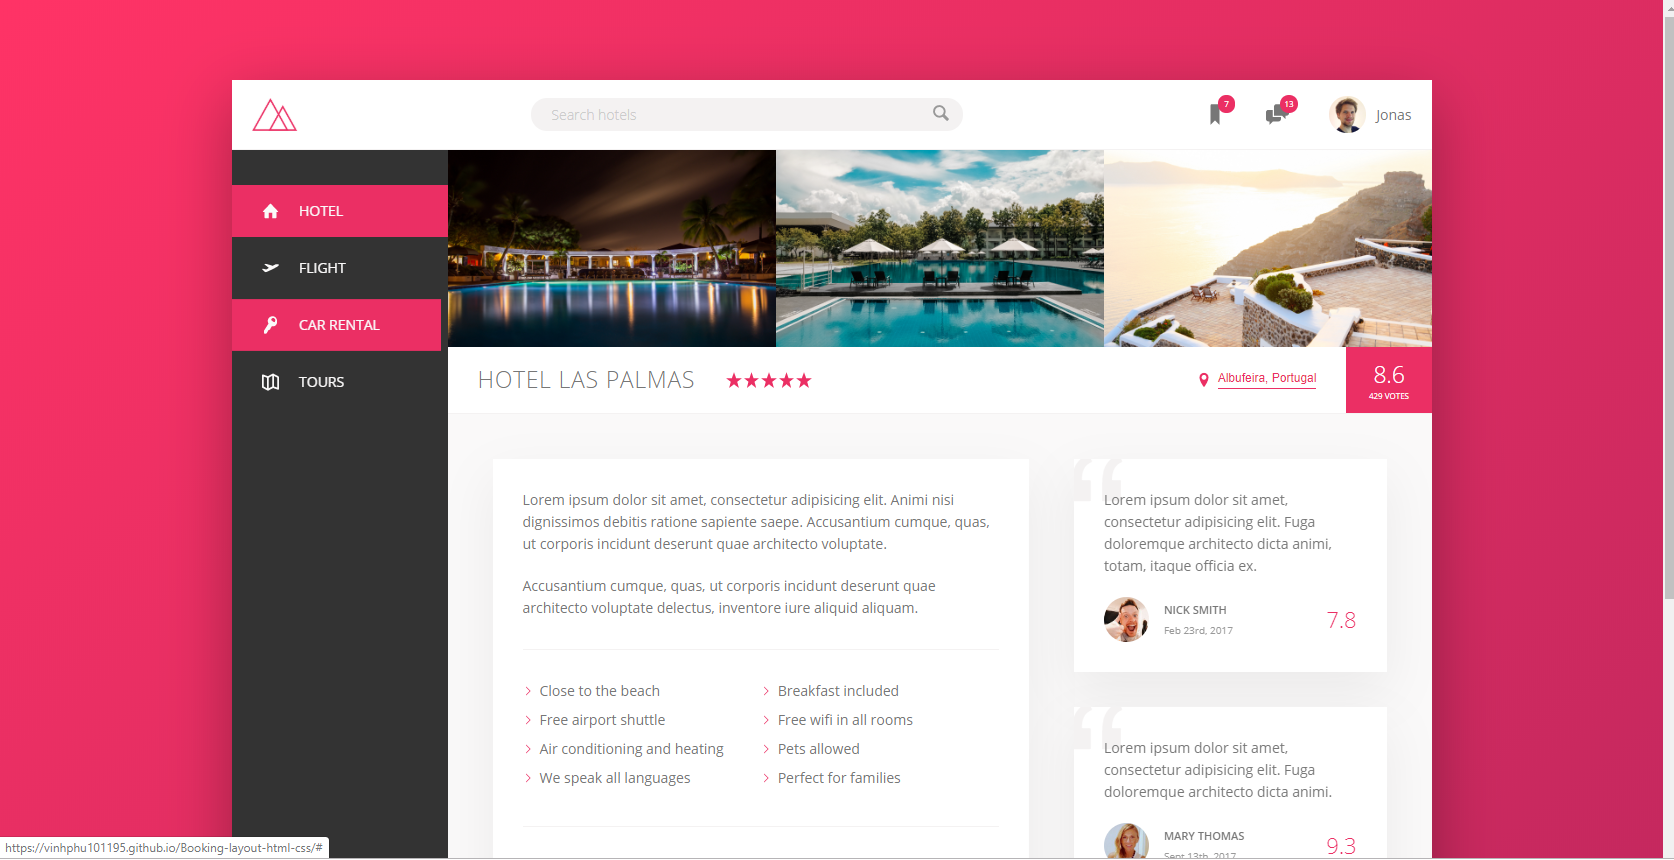 Search hotels
7
13
Jonas
HOTEL
FLIGHT
CAR RENTAL
TOURS
HOTEL LAS PALMAS
Albufeira, Portugal
8.6
429 VOTES
Lorem ipsum dolor sit amet, consectetur adipisicing elit. Animi nisi
dignissimos debitis ratione sapiente saepe. Accusantium cumque, quas,
ut corporis incidunt deserunt quae architecto voluptate.
Accusantium cumque, quas, ut corporis incidunt deserunt quae
architecto voluptate delectus, inventore iure aliquid aliquam.
Close to the beach
Breakfast included
Free airport shuttle
Free wifi in all rooms
Air conditioning and heating
Pets allowed
We speak all languages
Perfect for families
“
Lorem ipsum dolor sit amet,
consectetur adipisicing elit. Fuga
doloremque architecto dicta animi,
totam, itaque officia ex.
NICK SMITH
Feb 23rd, 2017
7.8
“
Lorem ipsum dolor sit amet,
consectetur adipisicing elit. Fuga
doloremque architecto dicta animi.
MARY THOMAS
Sept 13th, 2017
9.3
https://vinhphu101195.github.io/Booking-layout-html-css/#